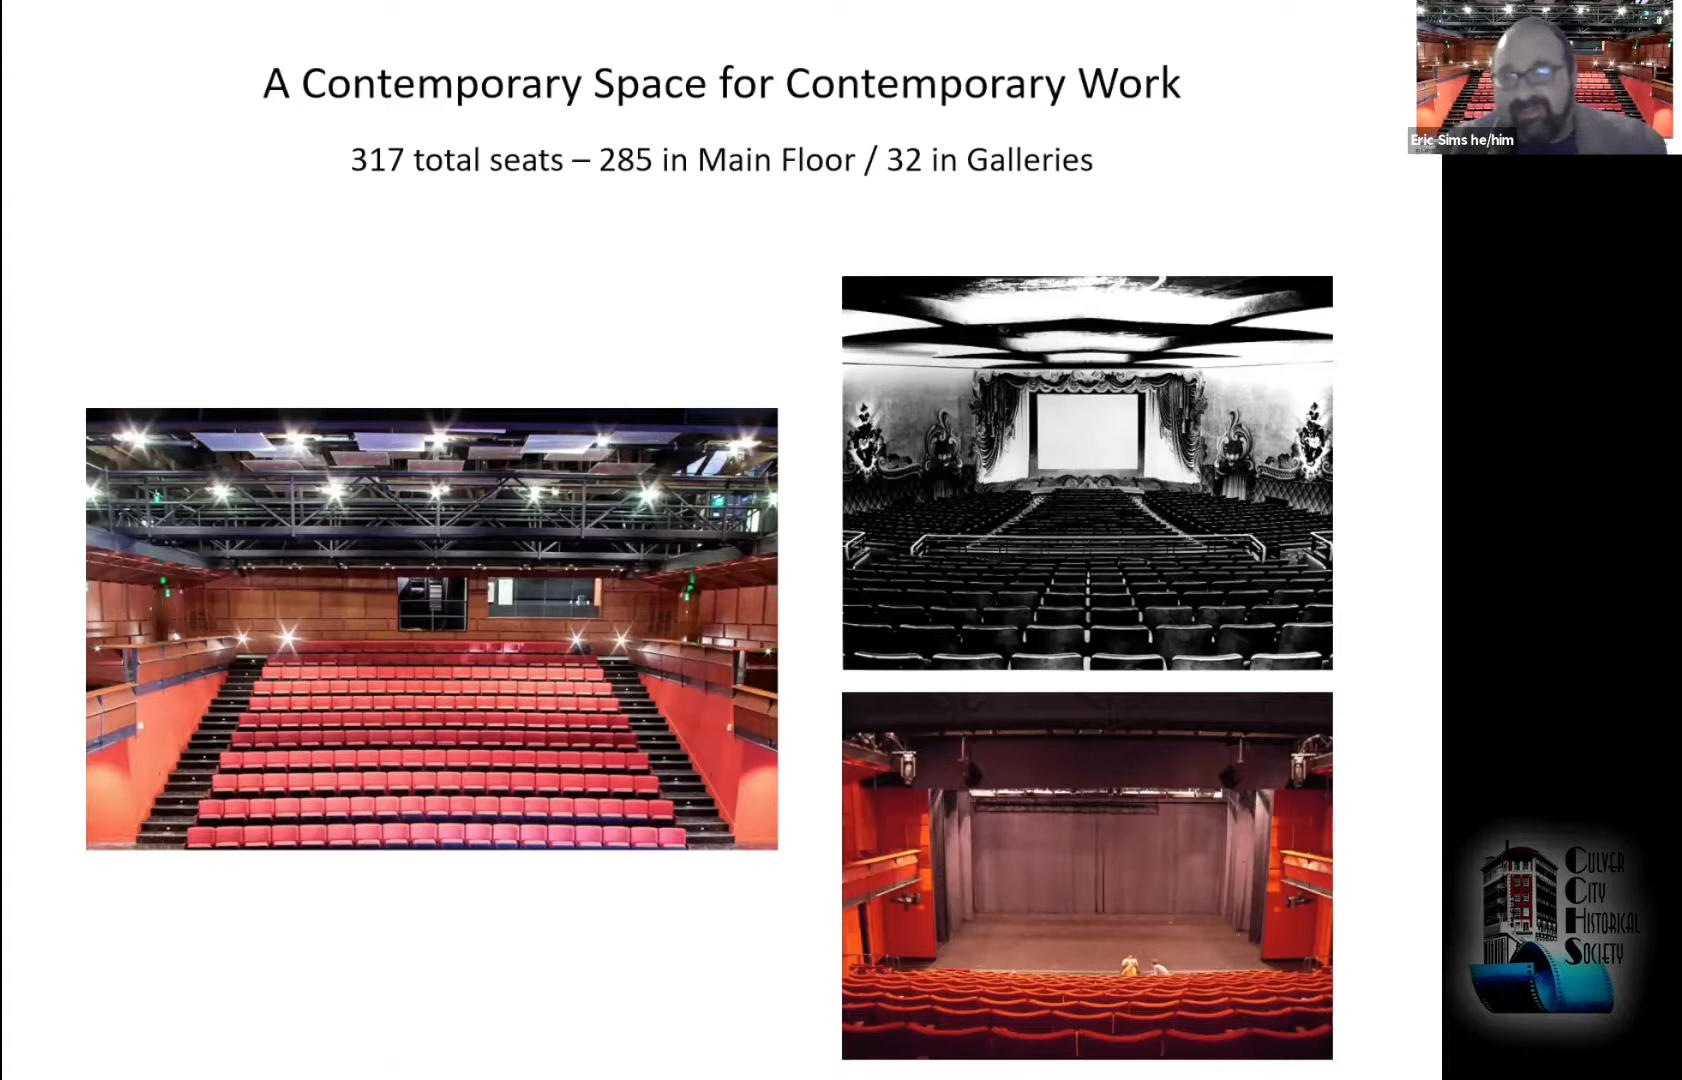 A Contemporary Space for Contemporary Work
317 total seats – 285 in Main Floor / 32 in Galleries
Eric Sims he/him
Culver
City
Historical
Society